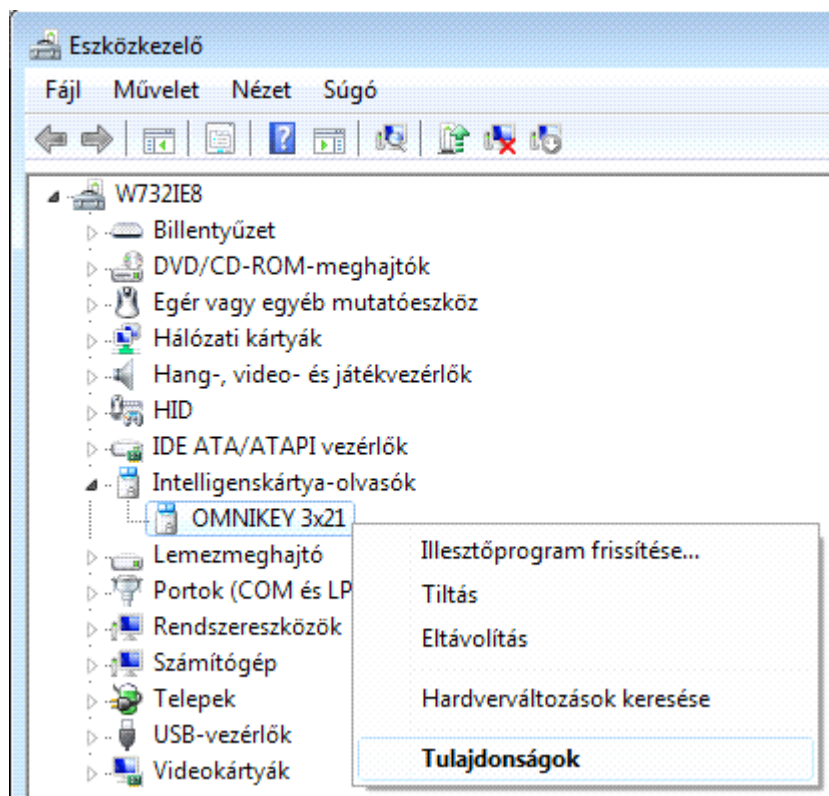 Eszközkezelő
Fájl Művelet Nézet Súgó
W732IE8
Billentyűzet
DVD/CD-ROM-meghajtók
Egér vagy egyéb mutatóeszköz
Hálózati kártyák
Hang-, video- és játékvezérlők
HID
IDE ATA/ATAPI vezérlők
Intelligenskártya-olvasók
OMNIKEY 3x21
Lemezmeghajtó
Portok (COM és LP
Rendszereszközök
Számítógép
Telepek
USB-vezérlők
Videokártyák
Illesztőprogram frissítése...
Tiltás
Eltávolítás
Hardverváltozások keresése
Tulajdonságok